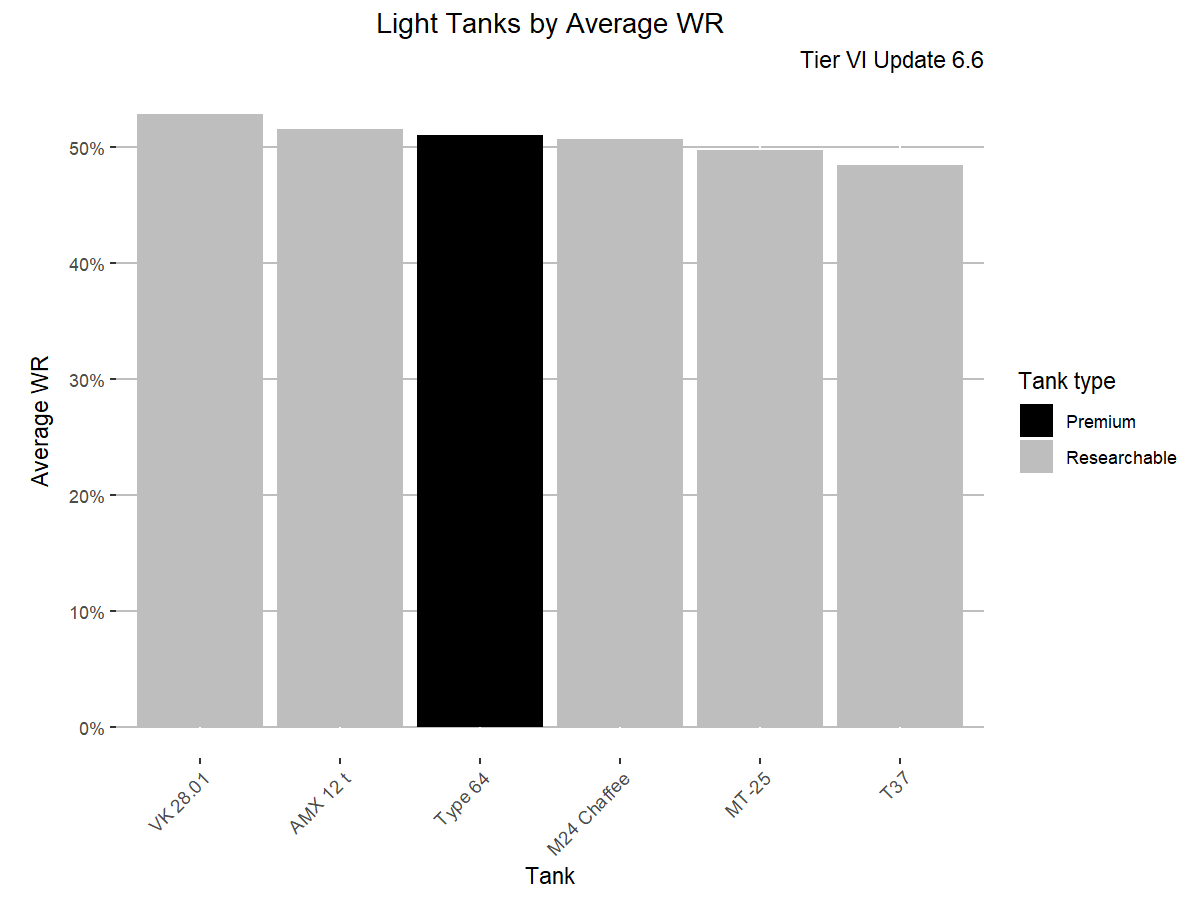 Light Tanks by Average WR
Tier VI Update 6.6
Average WR
50%
40%
30%
20%
10%
0%
VK 28.01
AMX 12 t
Type 64
M24 Chaffee
MT-25
T37
Tank
Tank type
Premium
Researchable